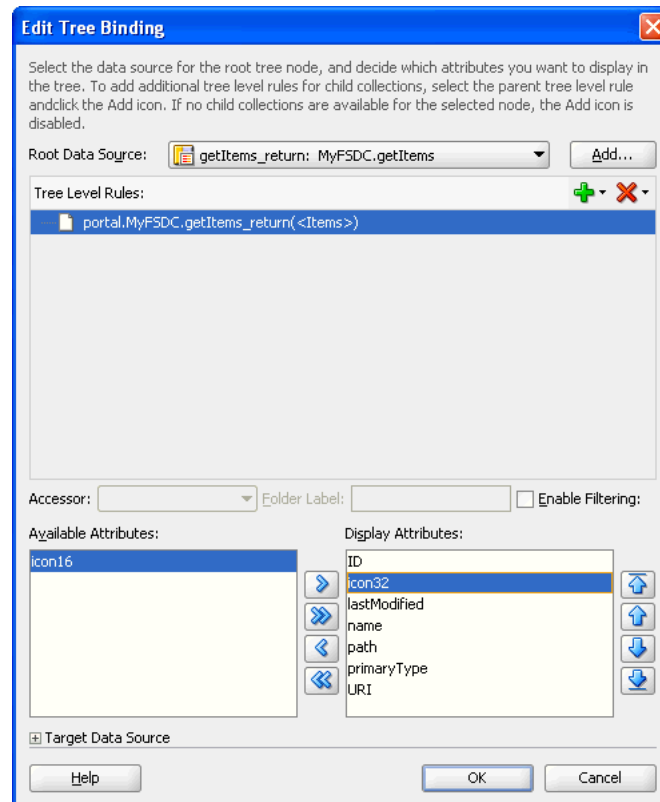 Edit Tree Binding
Select the data source for the root tree node, and decide which attributes you want to display in
the tree. To add additional tree level rules for child collections, select the parent tree level rule
andclick the Add icon. If no child collections are available for the selected node, the Add icon is
disabled.
Root Data Source: getItems_return: MyFSDC.getItems Add...
Tree Level Rules:
portal.MyFSDC.getItems_return(<Items>)
Accessor: Folder Label: Enable Filtering:
Available Attributes: Display Attributes:
icon16 ID
icon32
lastModified
name
path
primaryType
URI
Target Data Source
Help OK Cancel